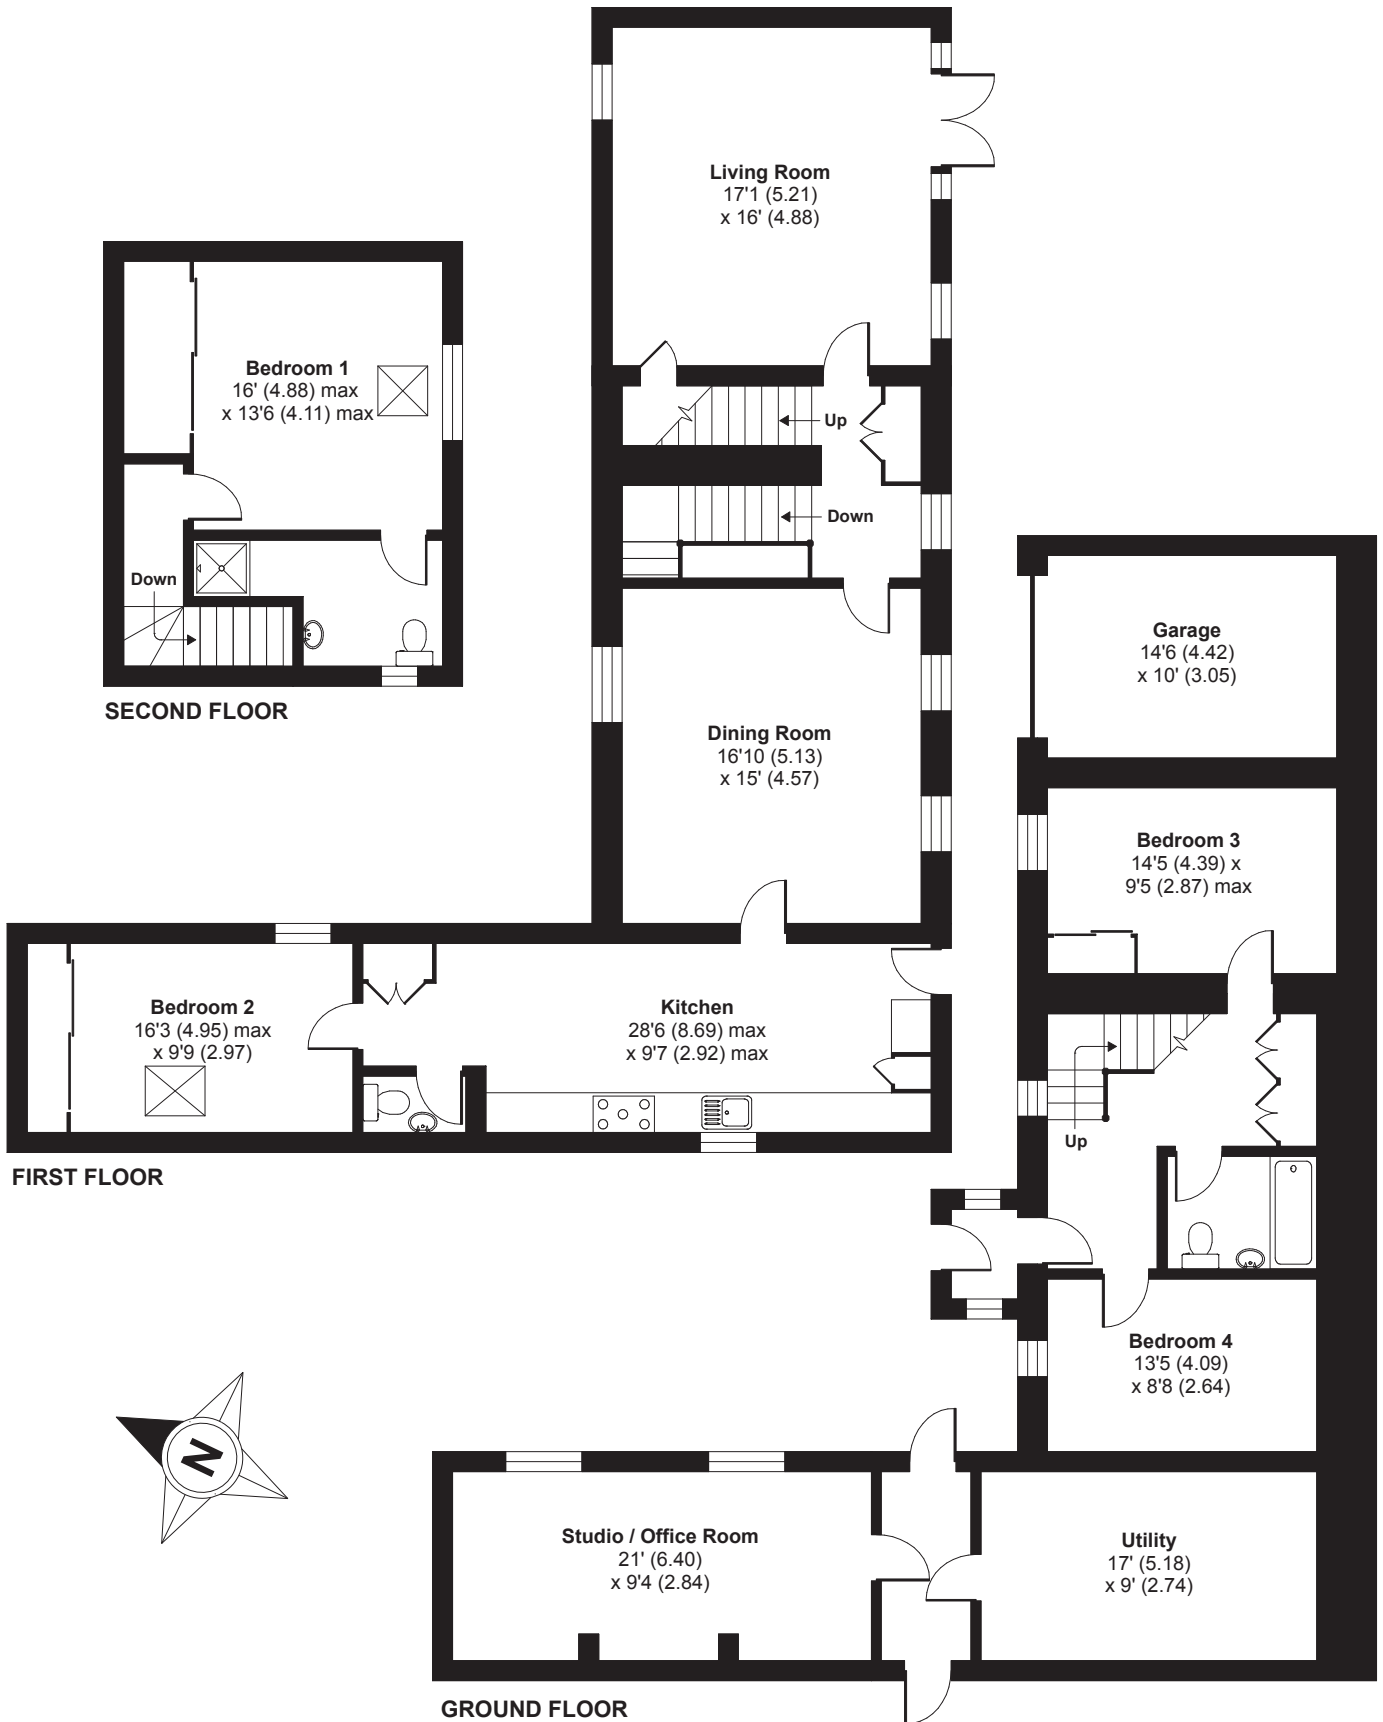 Living Room
17'1 (5.21)
x 16' (4.88)
Bedroom 1
16' (4.88) max
x 13'6 (4.11) max
Down
SECOND FLOOR
Up
Down
Dining Room
16'10 (5.13)
x 15' (4.57)
Garage
14'6 (4.42)
x 10' (3.05)
Bedroom 3
14'5 (4.39) x
9'5 (2.87) max
Bedroom 2
16'3 (4.95) max
x 9'9 (2.97)
Kitchen
28'6 (8.69) max
x 9'7 (2.92) max
FIRST FLOOR
Up
Bedroom 4
13'5 (4.09)
x 8'8 (2.64)
N
Studio / Office Room
21' (6.40)
x 9'4 (2.84)
Utility
17' (5.18)
x 9' (2.74)
GROUND FLOOR